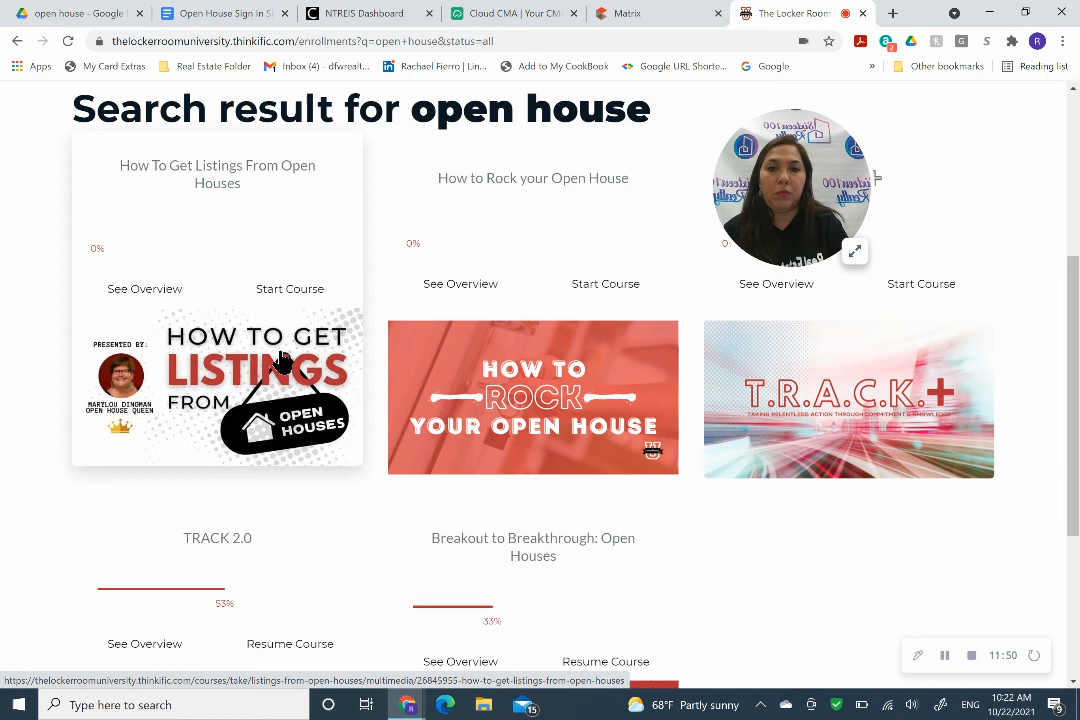 open house - Google D
Open House Sign In S
NTREIS Dashboard
Cloud CMA | Your CM
Matrix
The Locker Room
thelockerroomuniversity.thinkific.com/enrollments?q=open+house&status=all
2
R
Apps
My Card Extras
Real Estate Folder
Inbox (4) - dfwrealt...
Rachael Fierro | Lin...
Add to My CookBook
Google URL Shorte...
Google
»
Other bookmarks
Reading list
Search result for open house
How To Get Listings From Open
Houses
How to Rock your Open House
0%
0%
See Overview
Start Course
See Overview
Start Course
See Overview
Start Course
PRESENTED BY:
MARYLOU DINGMAN
OPEN HOUSE QUEEN
HOW TO GET
LISTINGS
FROM
OPEN
HOUSES
HOW TO
ROCK
YOUR OPEN HOUSE
T.R.A.C.K.+
TAKING RELENTLESS ACTION THROUGH COMMITMENT & KNOWLEDGE
TRACK 2.0
Breakout to Breakthrough: Open
Houses
53%
33%
See Overview
Resume Course
See Overview
Resume Course
11:50
https://thelockerroomuniversity.thinkific.com/courses/take/listings-from-open-houses/multimedia/26845955-how-to-get-listings-from-open-houses
Type here to search
15
68°F Partly sunny
ENG
10:22 AM
10/22/2021
9